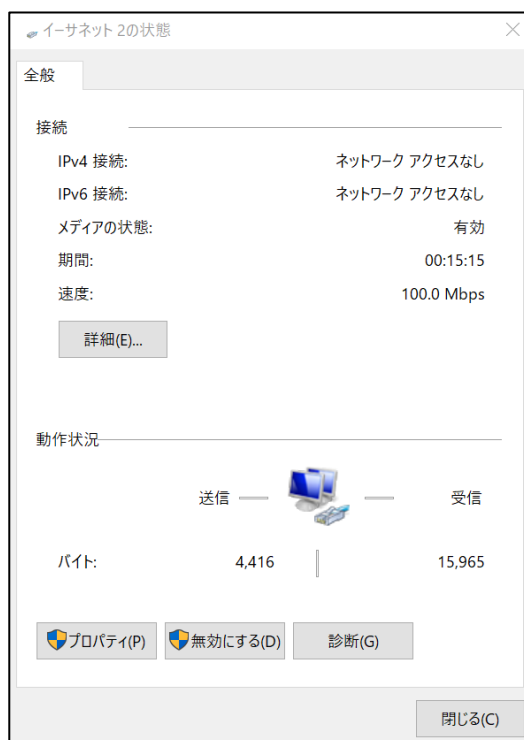 イーサネット 2の状態
全般
接続
IPv4 接続: ネットワーク アクセスなし
IPv6 接続: ネットワーク アクセスなし
メディアの状態: 有効
期間: 00:15:15
速度: 100.0 Mbps
詳細(E)...
動作状況
送信 受信
バイト: 4,416 15,965
プロパティ(P) 無効にする(D) 診断(G)
閉じる(C)